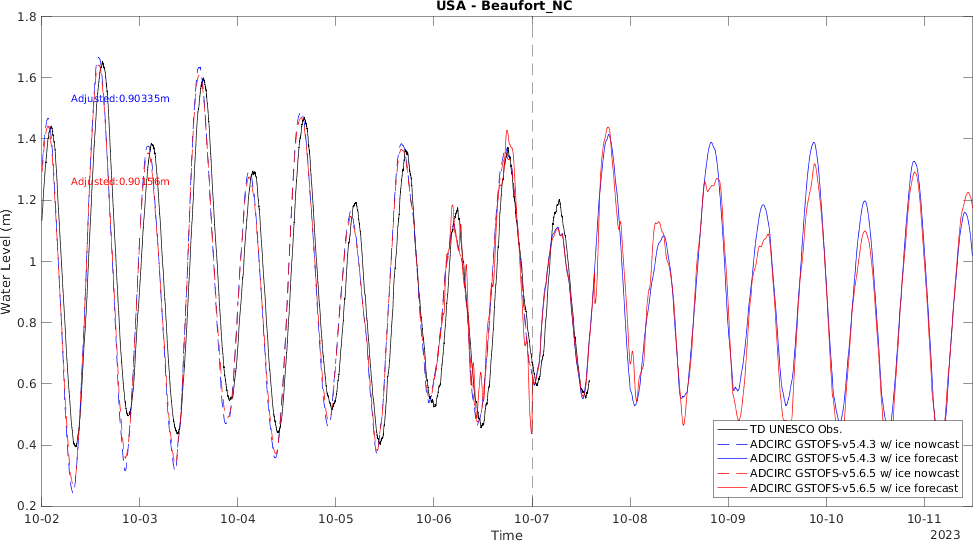 USA - Beaufort_NC
1.8
1.6
1.4
1.2
1
0.8
0.6
0.4
0.2
Water Level (m)
Adjusted:0.90335m
Adjusted:0.90156m
TD UNESCO Obs.
ADCIRC GSTOFS-v5.4.3 w/ ice nowcast
ADCIRC GSTOFS-v5.4.3 w/ ice forecast
ADCIRC GSTOFS-v5.6.5 w/ ice nowcast
ADCIRC GSTOFS-v5.6.5 w/ ice forecast
10-02 10-03 10-04 10-05 10-06 10-07 10-08 10-09 10-10 10-11
Time
2023